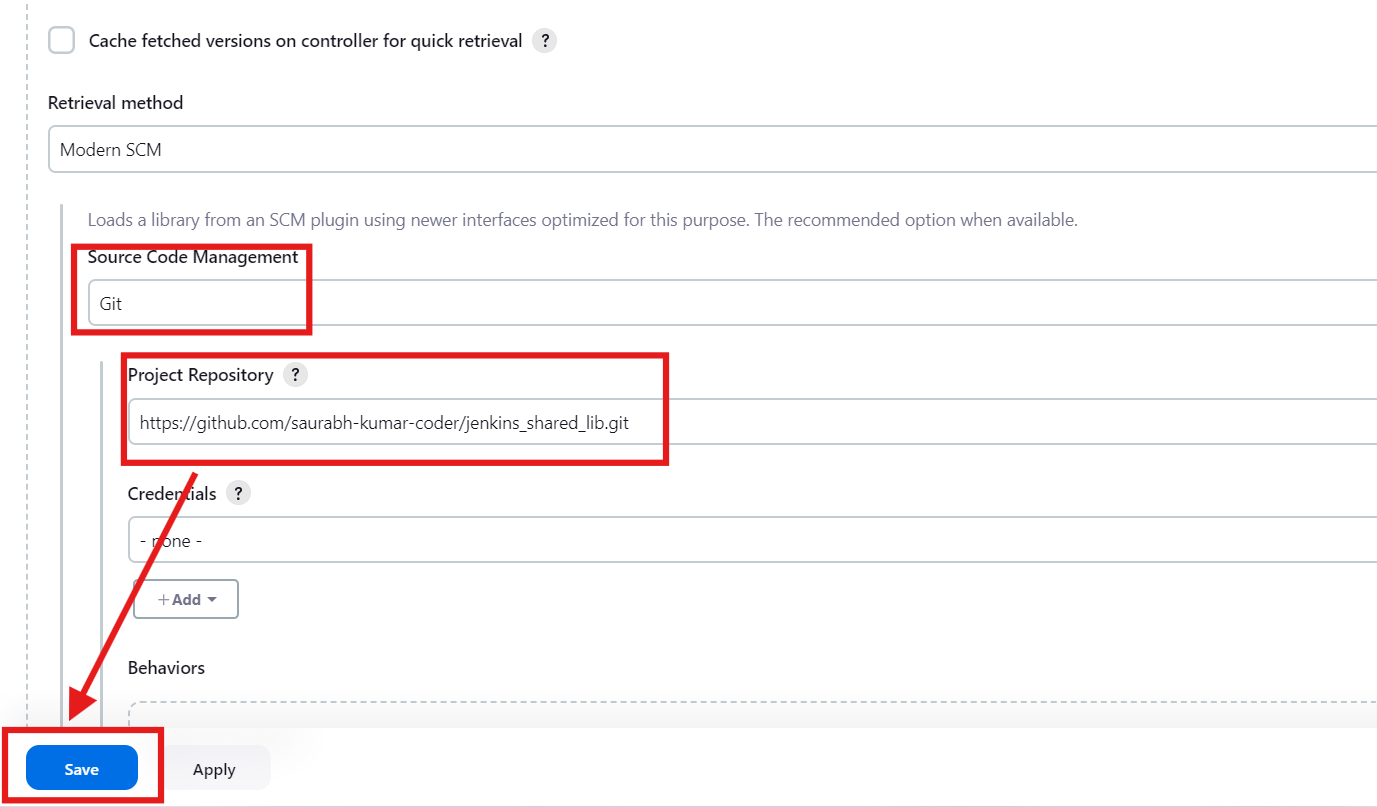 Cache fetched versions on controller for quick retrieval ?
Retrieval method
Modern SCM
Loads a library from an SCM plugin using newer interfaces optimized for this purpose. The recommended option when available.
Source Code Management
Git
Project Repository ?
https://github.com/saurabh-kumar-coder/jenkins_shared_lib.git
Credentials ?
- none -
+ Add
Behaviors
Save Apply